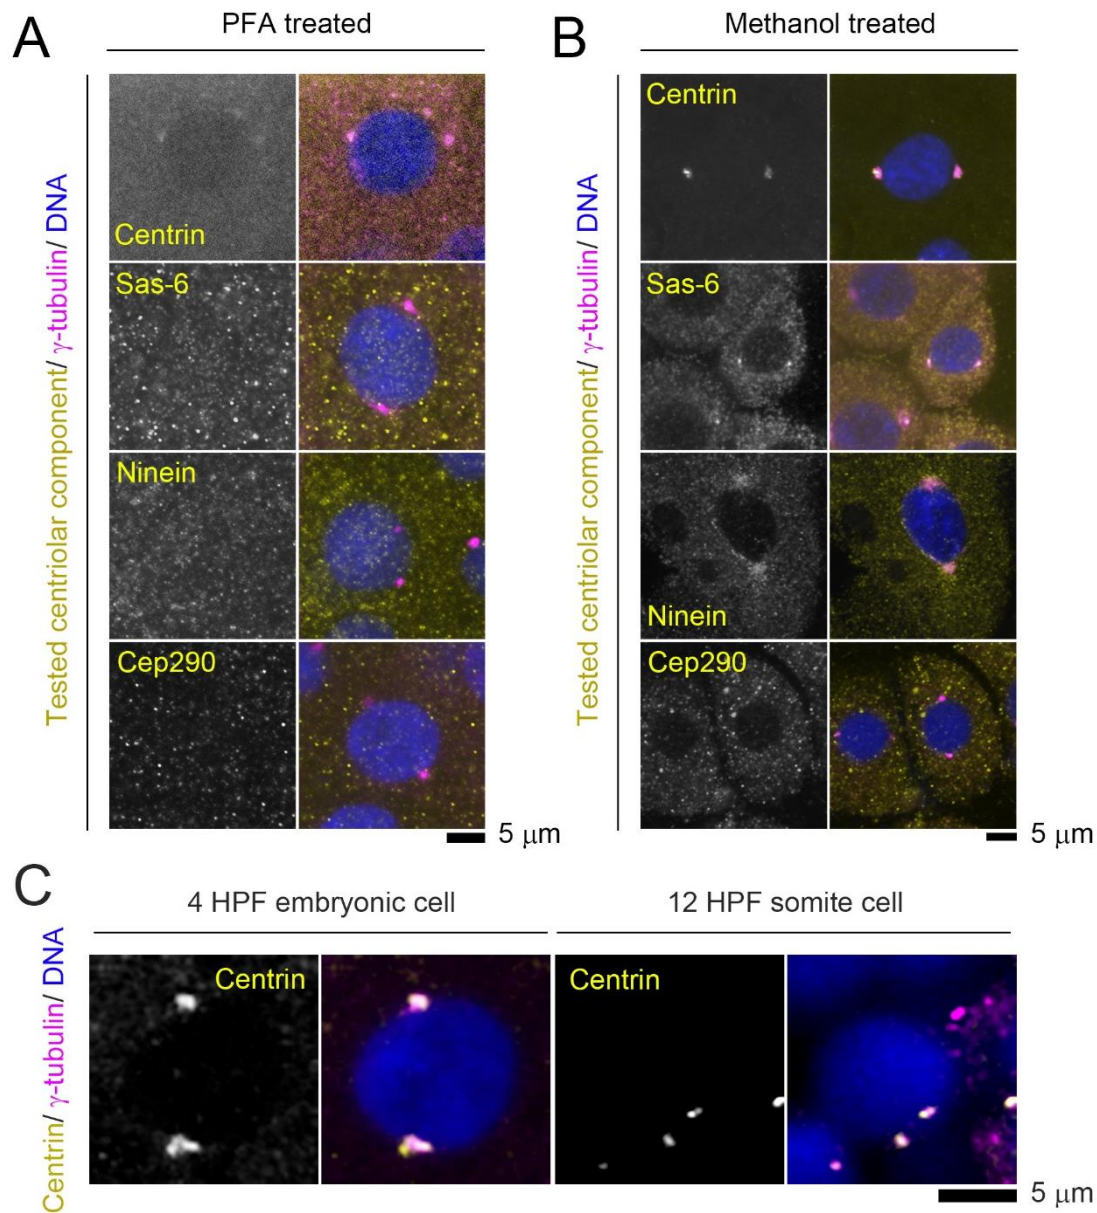 A
PFA treated
B
Methanol treated
Tested centriolar component/ γ-tubulin/ DNA
Centrin
Sas-6
Ninein
Cep290
5 μm
Tested centriolar component/ γ-tubulin/ DNA
Centrin
Sas-6
Ninein
Cep290
5 μm
C
4 HPF embryonic cell
12 HPF somite cell
Centrin/ γ-tubulin/ DNA
Centrin
Centrin
5 μm